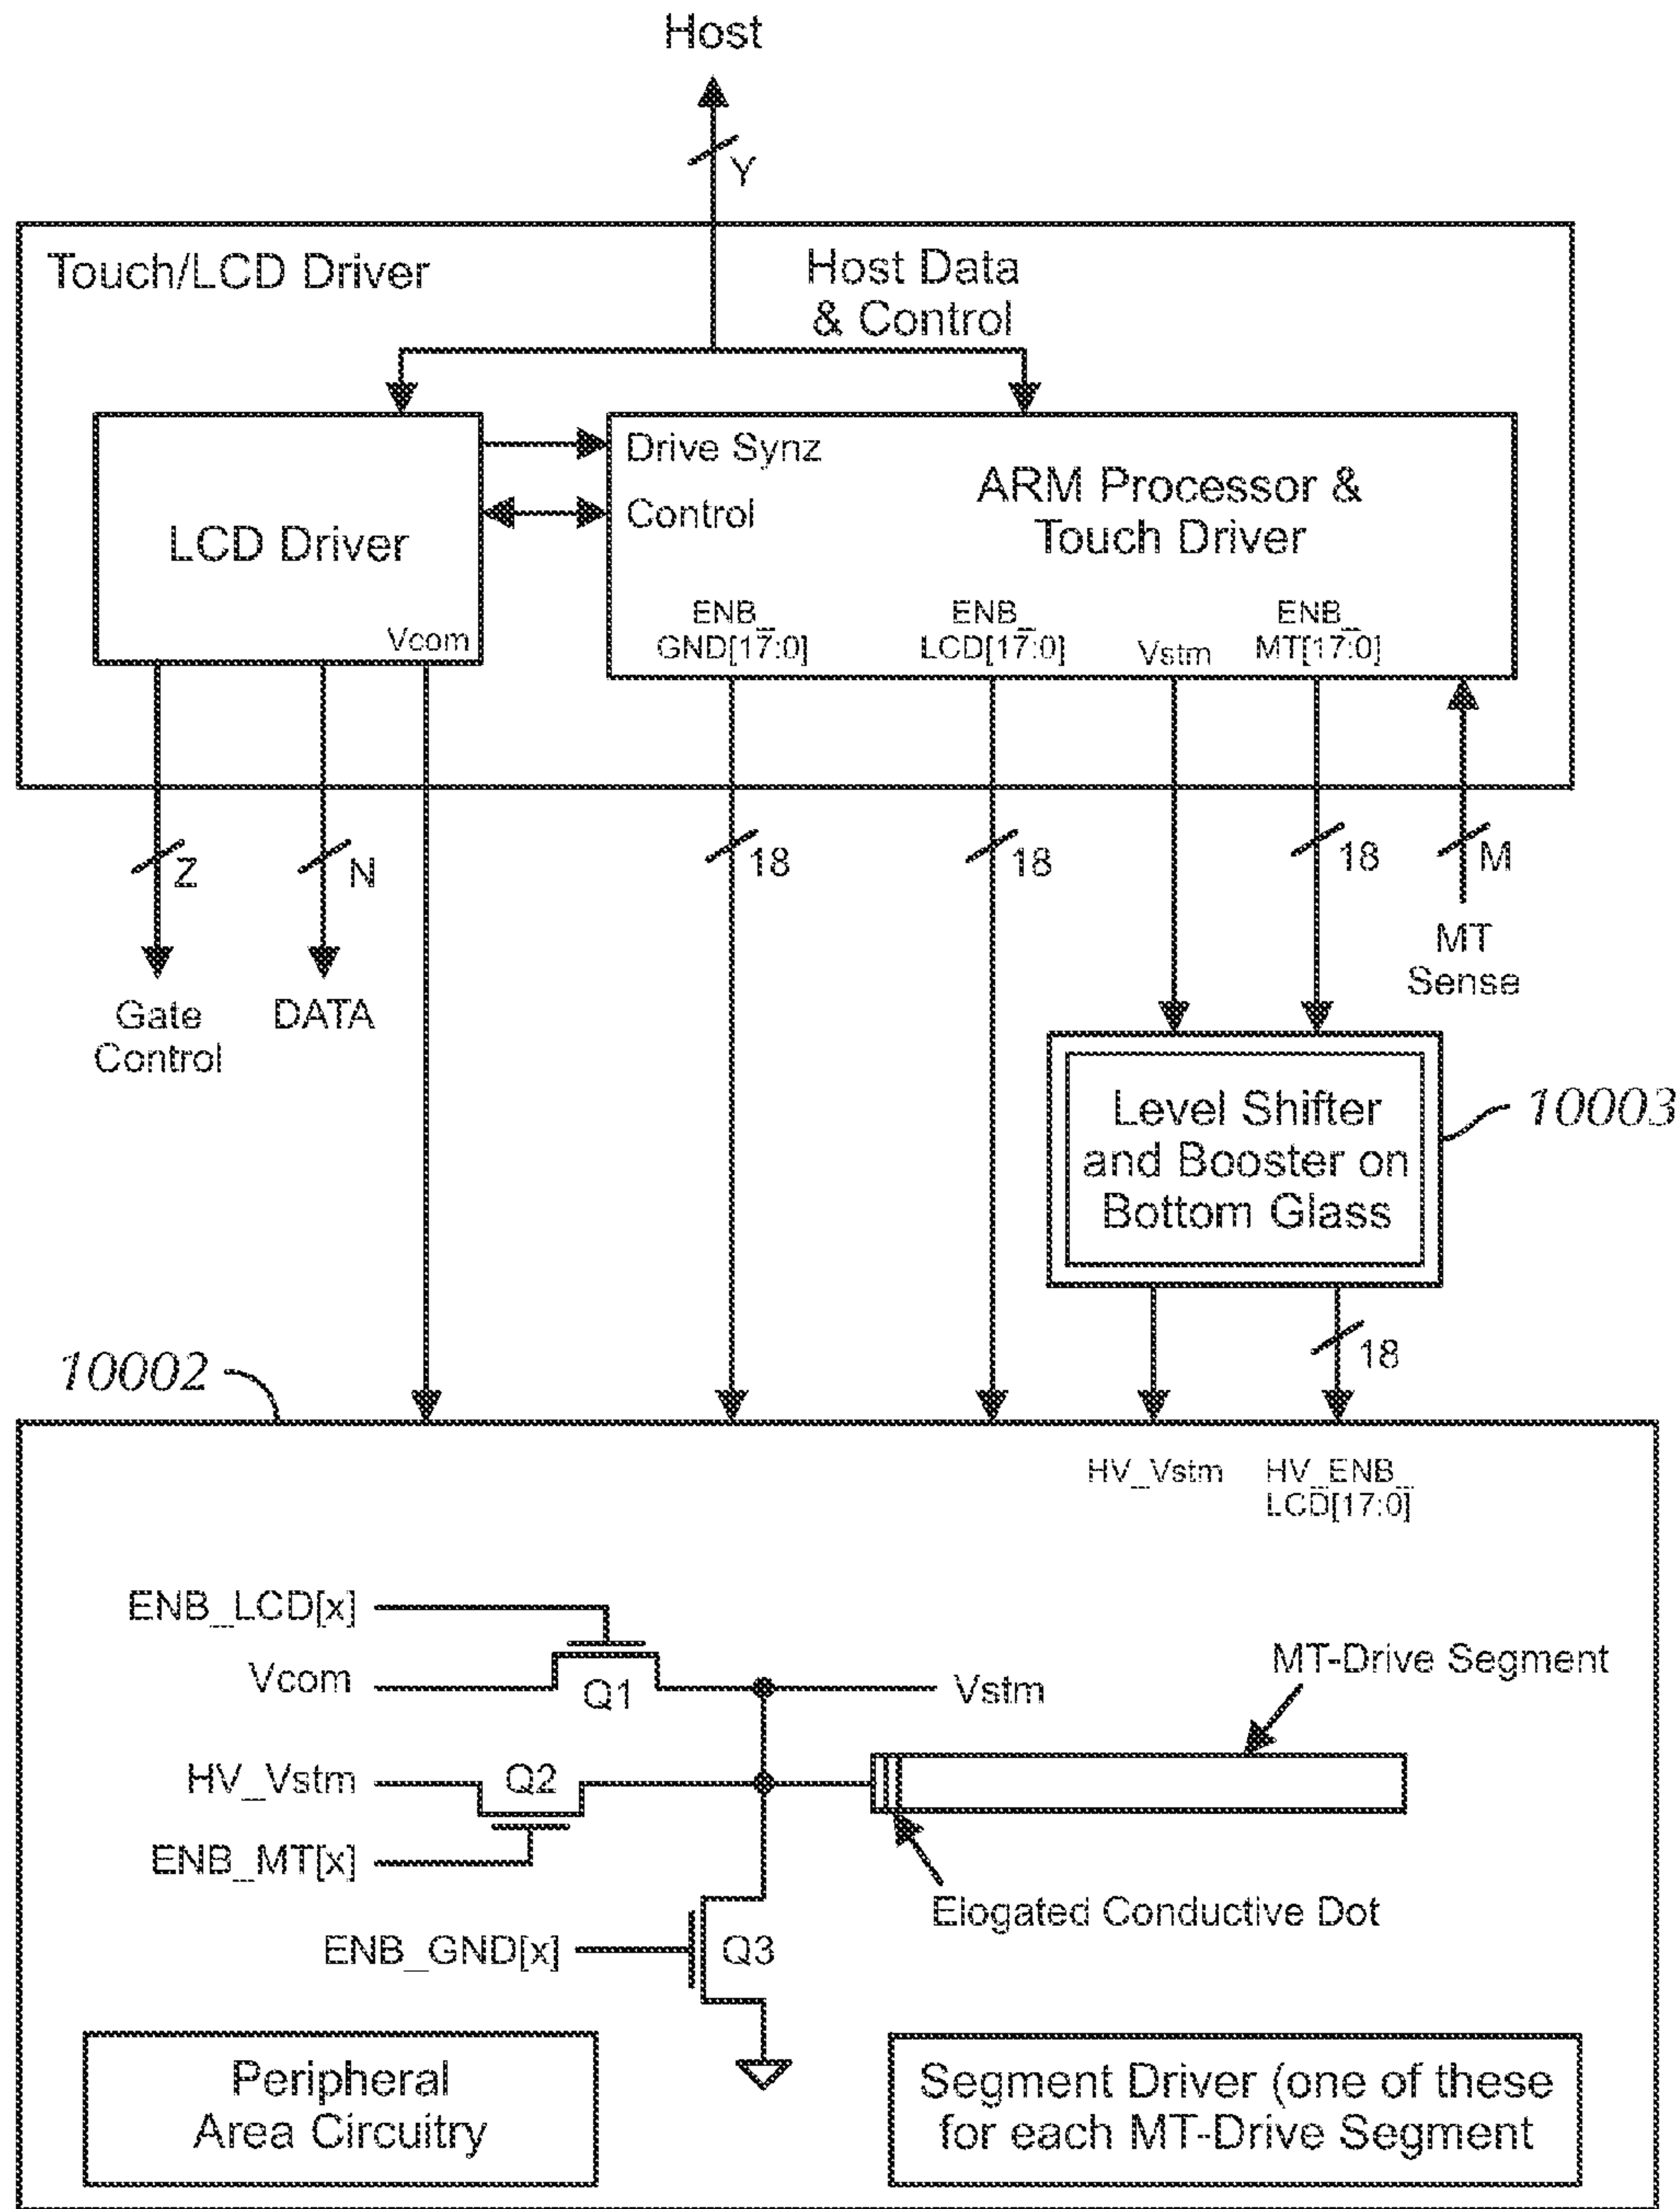 Host
Y
Touch/LCD Driver
Host Data
& Control
LCD Driver
Vcom
Drive Synz
Control
ARM Processor &
Touch Driver
ENB_
GND[17:0]
ENB_
LCD[17:0]
Vstm
ENB_
MT[17:0]
Z
N
18
18
18
M
Gate
Control
DATA
MT
Sense
Level Shifter
and Booster on
Bottom Glass
10003
18
10002
HV_Vstm
HV_ENB_
LCD[17:0]
ENB_LCD[x]
Vcom
Q1
Vstm
MT-Drive Segment
HV_Vstm
Q2
ENB_MT[x]
Elogated Conductive Dot
ENB_GND[x]
Q3
Peripheral
Area Circuitry
Segment Driver (one of these
for each MT-Drive Segment